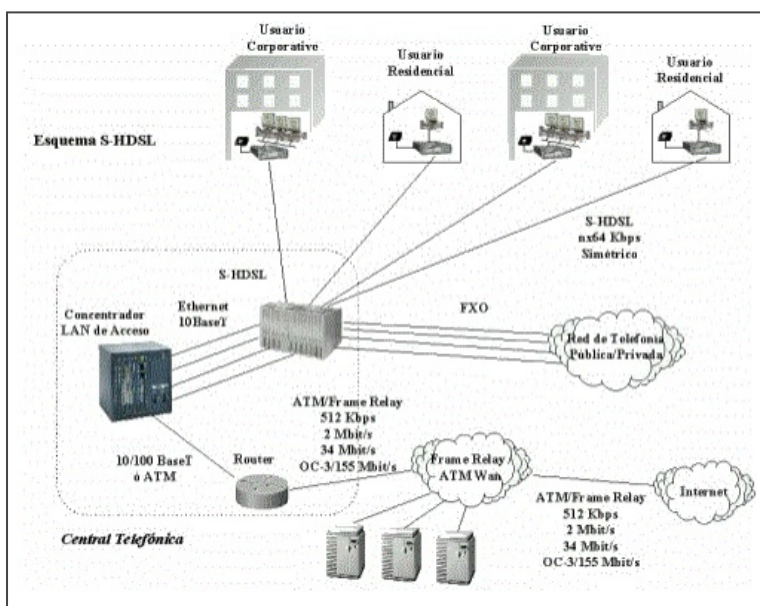 Usuario
Corporative
Usuario
Residencial
Usuario
Corporative
Usuario
Residencial
Esquema S-HDSL
S-HDSL
nx64 Kbps
Simétrico
S-HDSL
Ethernet
10BaseT
Concentrador
LAN de Acceso
FXO
Red de Telefonía
Pública/Privada
ATM/Frame Relay
512 Kbps
2 Mbit/s
34 Mbit/s
OC-3/155 Mbit/s
10/100 BaseT
ó ATM
Router
Frame Relay
ATM Wan
ATM/Frame Relay
512 Kbps
2 Mbit/s
34 Mbit/s
OC-3/155 Mbit/s
Internet
Central Telefónica